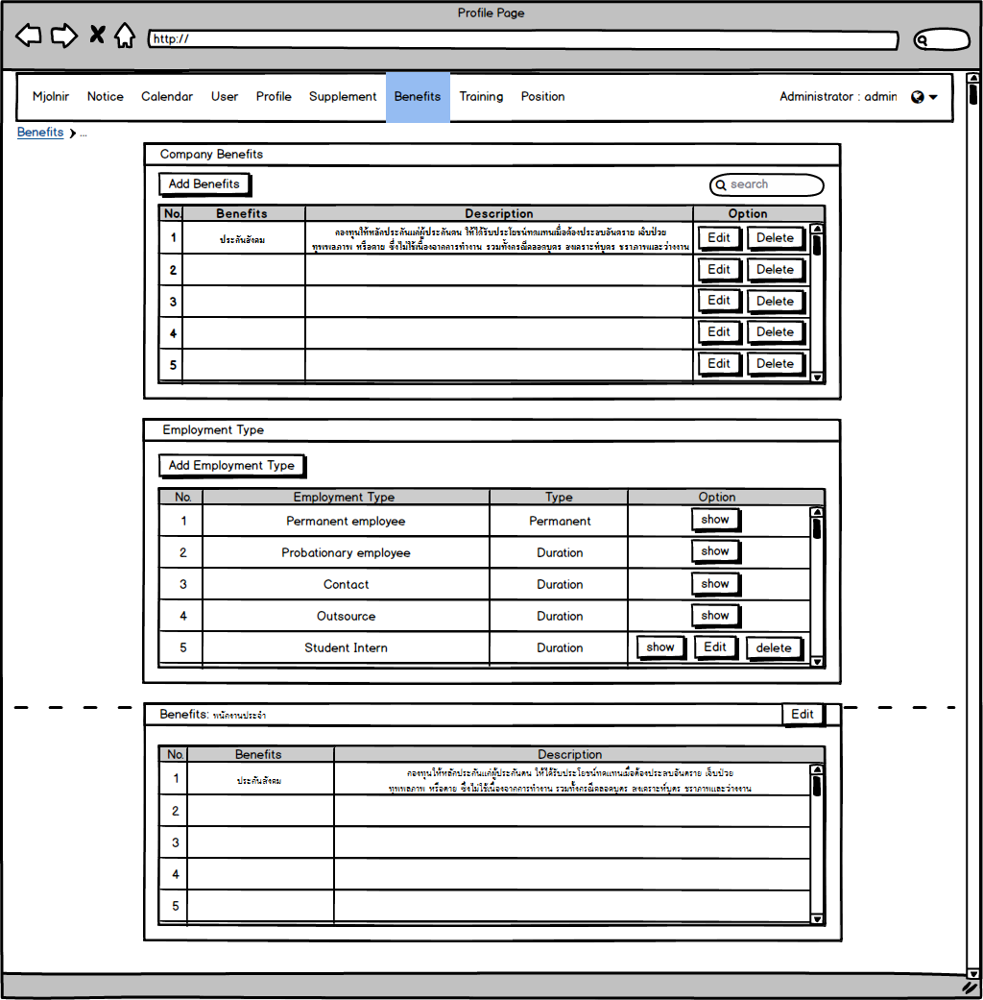 Profile Page
http://
Mjolnir Notice Calendar User Profile Supplement Benefits Training Position Administrator : admin
Benefits ...
Company Benefits
Add Benefits search
No. Benefits Description Option
1 ประกันสังคม กองทุนให้หลักประกันแก่ผู้ประกันตน ให้ได้รับประโยชน์ทดแทนเมื่อต้องประสบอันตราย เจ็บป่วย Edit Delete
ทุพพลภาพ หรือตาย ซึ่งไม่ใช่เนื่องจากการทำงาน รวมทั้งกรณีคลอดบุตร สงเคราะห์บุตร ชราภาพและว่างงาน
2 Edit Delete
3 Edit Delete
4 Edit Delete
5 Edit Delete
Employment Type
Add Employment Type
No. Employment Type Type Option
1 Permanent employee Permanent show
2 Probationary employee Duration show
3 Contact Duration show
4 Outsource Duration show
5 Student Intern Duration show Edit delete
Benefits: พนักงานประจำ Edit
No. Benefits Description
1 ประกันสังคม กองทุนให้หลักประกันแก่ผู้ประกันตน ให้ได้รับประโยชน์ทดแทนเมื่อต้องประสบอันตราย เจ็บป่วย
ทุพพลภาพ หรือตาย ซึ่งไม่ใช่เนื่องจากการทำงาน รวมทั้งกรณีคลอดบุตร สงเคราะห์บุตร ชราภาพและว่างงาน
2
3
4
5